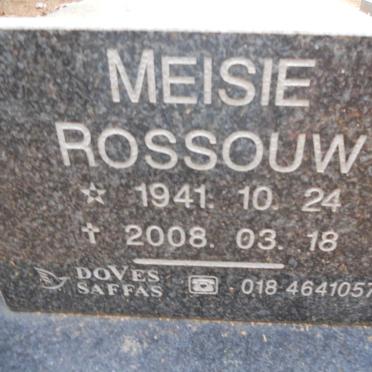 MEISIE
ROSSOUW
☆ 1941. 10. 24
✝ 2008. 03. 18
DOVES
SAFFAS ☎ 018 4641057